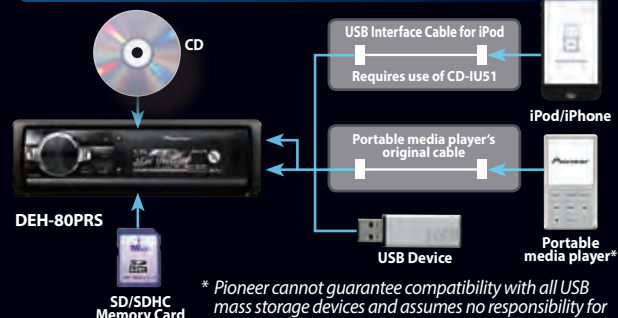 CD
USB Interface Cable for iPod
Requires use of CD-IU51
iPod/iPhone
Pioneer
Portable media player's
original cable
Pioneer
DEH-80PRS
USB Device
Portable
media player*
SD/SDHC
Memory Card
* Pioneer cannot guarantee compatibility with all USB
mass storage devices and assumes no responsibility for